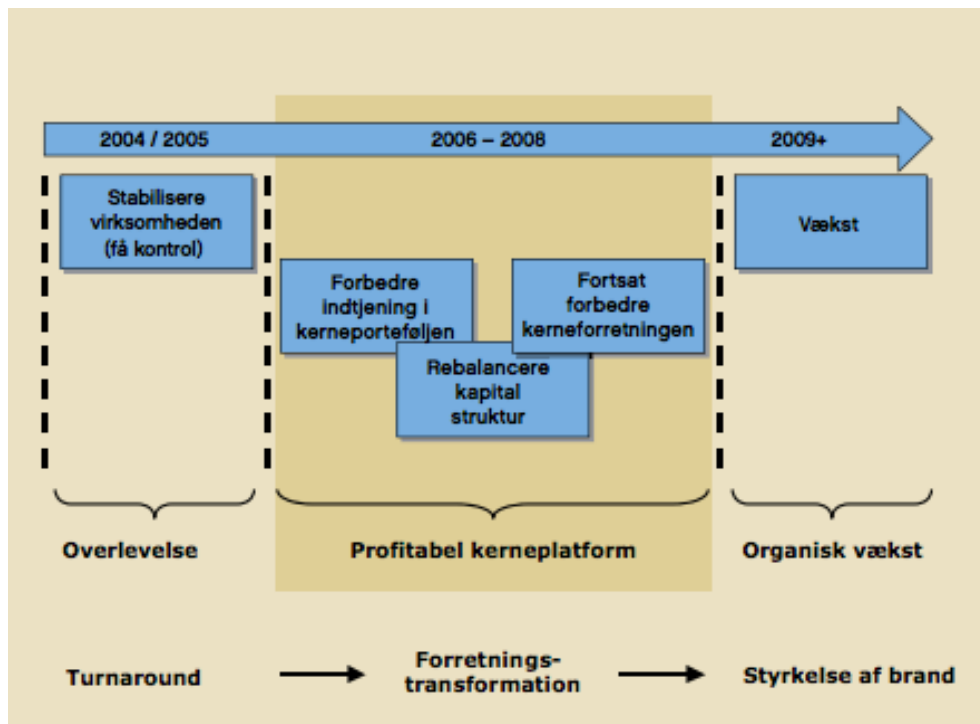 2004 / 2005
2006 – 2008
2009+
Stabilisere
virksomheden
(få kontrol)
Forbedre
indtjening i
kerneporteføljen
Rebalancere
kapital
struktur
Fortsat
forbedre
kerneforretningen
Vækst
Overlevelse
Profitabel kerneplatform
Organisk vækst
Turnaround
Forretnings-
transformation
Styrkelse af brand